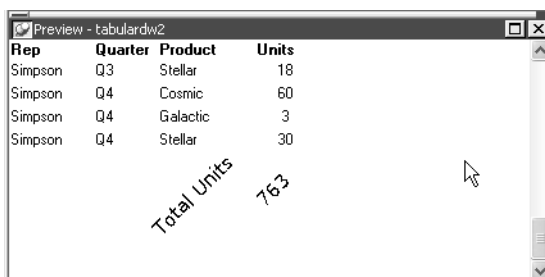 Preview - tabulardw2
Rep Quarter Product Units
Simpson Q3 Stellar 18
Simpson Q4 Cosmic 60
Simpson Q4 Galactic 3
Simpson Q4 Stellar 30
Total Units 763